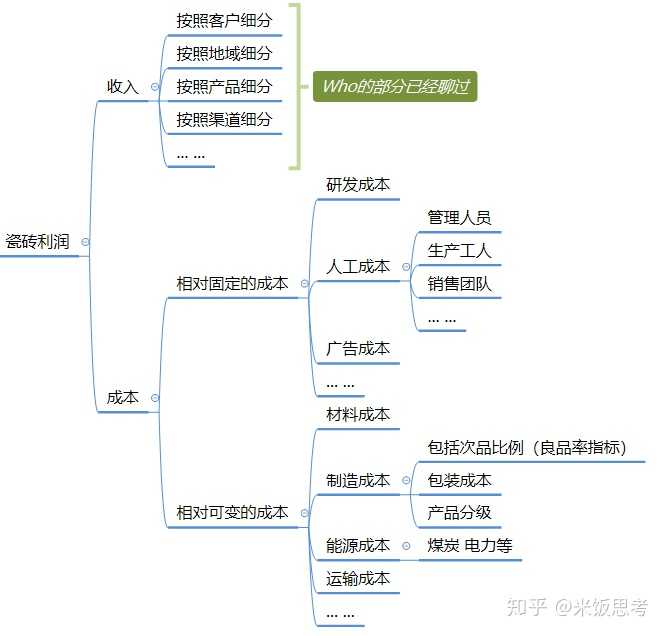 瓷砖利润
收入
按照客户细分
按照地域细分
按照产品细分
按照渠道细分
... ...
Who的部分已经聊过
成本
相对固定的成本
研发成本
人工成本
管理人员
生产工人
销售团队
... ...
广告成本
... ...
相对可变的成本
材料成本
制造成本
包括次品比例（良品率指标）
包装成本
产品分级
能源成本
煤炭 电力等
运输成本
... ...
知乎 @米饭思考